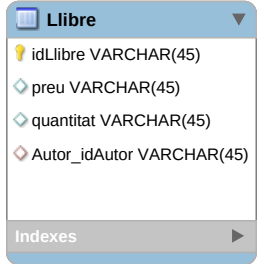 Llibre
idLlibre VARCHAR(45)
preu VARCHAR(45)
quantitat VARCHAR(45)
Autor_idAutor VARCHAR(45)
Indexes